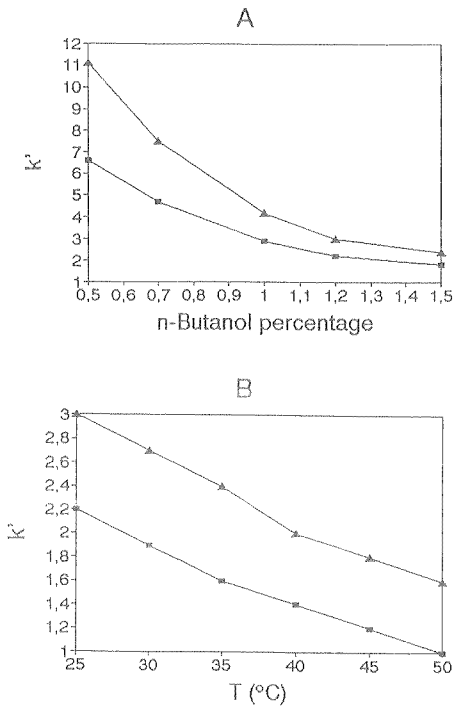 A
12
11
10
9
8
7
6
5
4
3
2
1
k'
0,5 0,6 0,7 0,8 0,9 1 1,1 1,2 1,3 1,4 1,5
n-Butanol percentage
B
3
2,8
2,6
2,4
2,2
2
1,8
1,6
1,4
1,2
1
k'
25 30 35 40 45 50
T (°C)